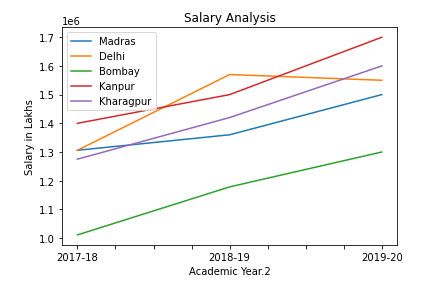 Salary Analysis
1e6
1.7
1.6
1.5
1.4
1.3
1.2
1.1
1.0
Salary in Lakhs
Madras
Delhi
Bombay
Kanpur
Kharagpur
2017-18
2018-19
2019-20
Academic Year.2